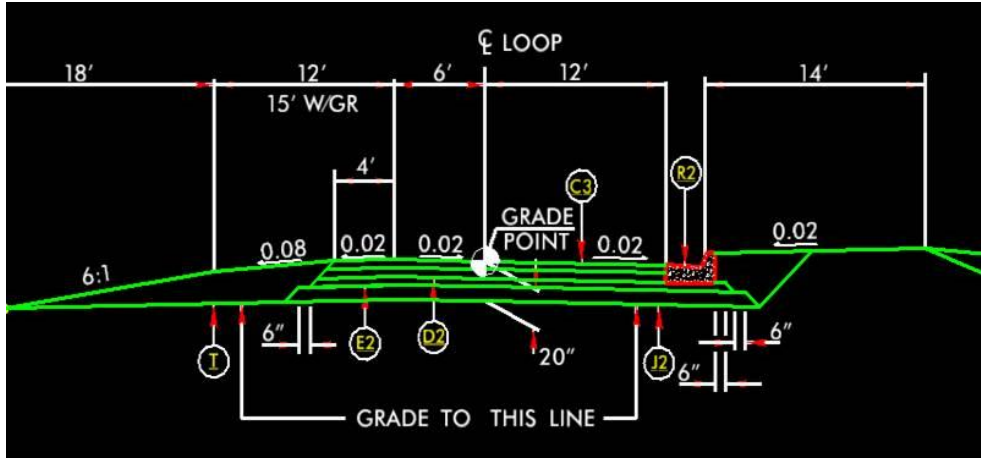 ℄ LOOP
18'
12'
6'
12'
14'
15' W/GR
4'
C3
R2
GRADE
POINT
0.08
0.02
0.02
0.02
0.02
6:1
6"
E2
D2
20"
J2
6"
6"
T
GRADE TO THIS LINE